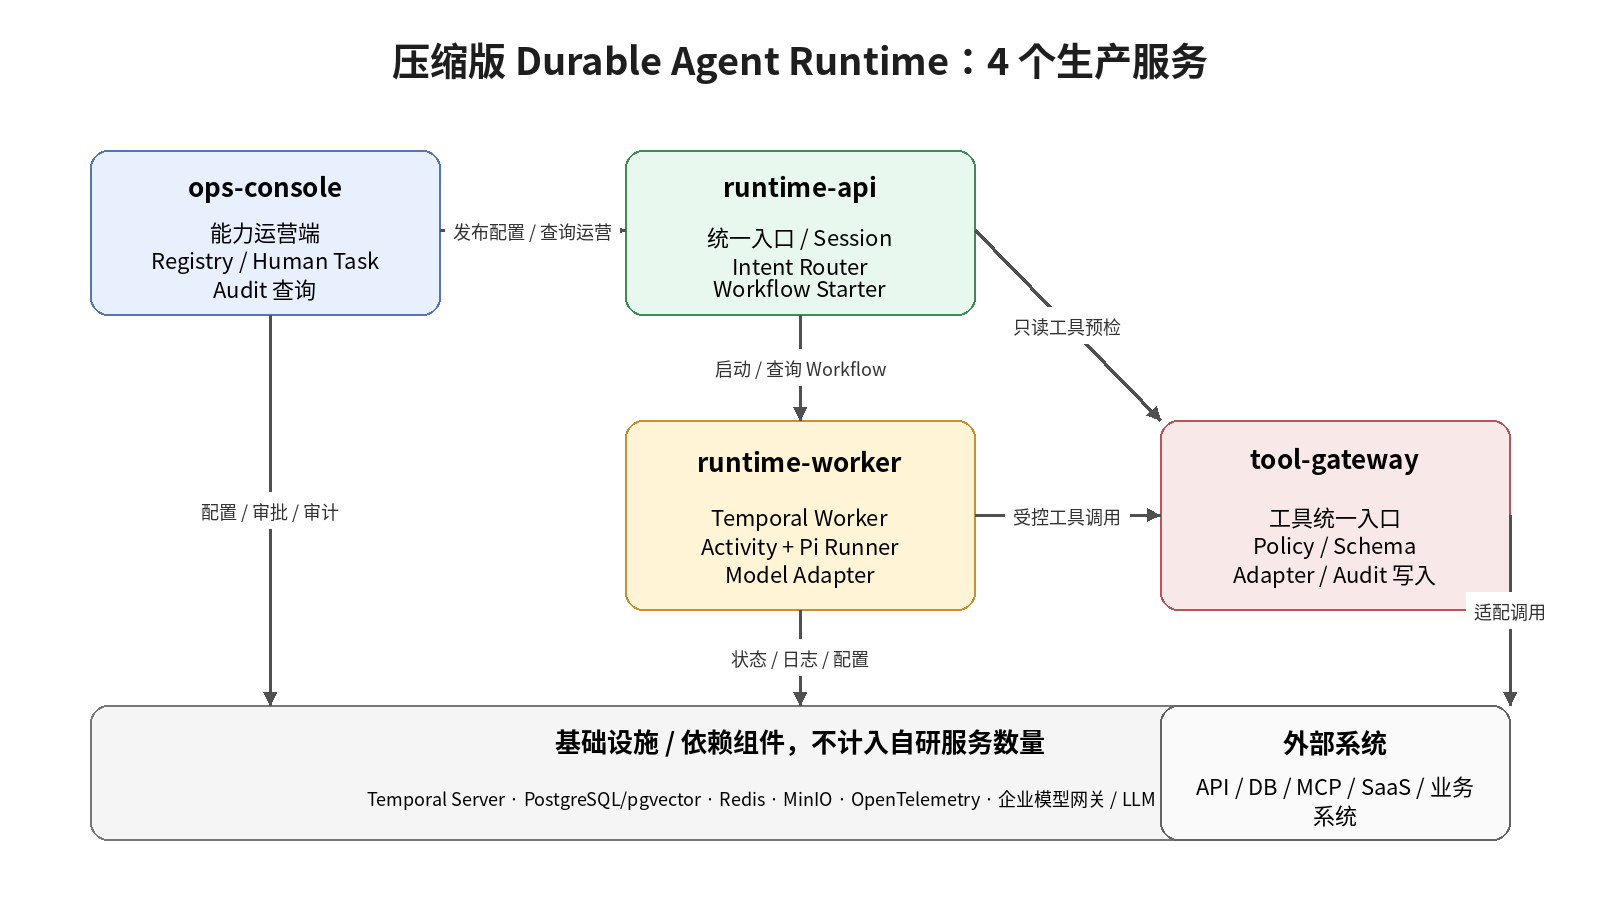 压缩版 Durable Agent Runtime：4 个生产服务
ops-console
能力运营端
Registry / Human Task
Audit 查询
发布配置 / 查询运营
runtime-api
统一入口 / Session
Intent Router
Workflow Starter
只读工具预检
启动 / 查询 Workflow
runtime-worker
Temporal Worker
Activity + Pi Runner
Model Adapter
受控工具调用
tool-gateway
工具统一入口
Policy / Schema
Adapter / Audit 写入
配置 / 审批 / 审计
适配调用
状态 / 日志 / 配置
基础设施 / 依赖组件，不计入自研服务数量
Temporal Server · PostgreSQL/pgvector · Redis · MinIO · OpenTelemetry · 企业模型网关 / LLM
外部系统
API / DB / MCP / SaaS / 业务
系统